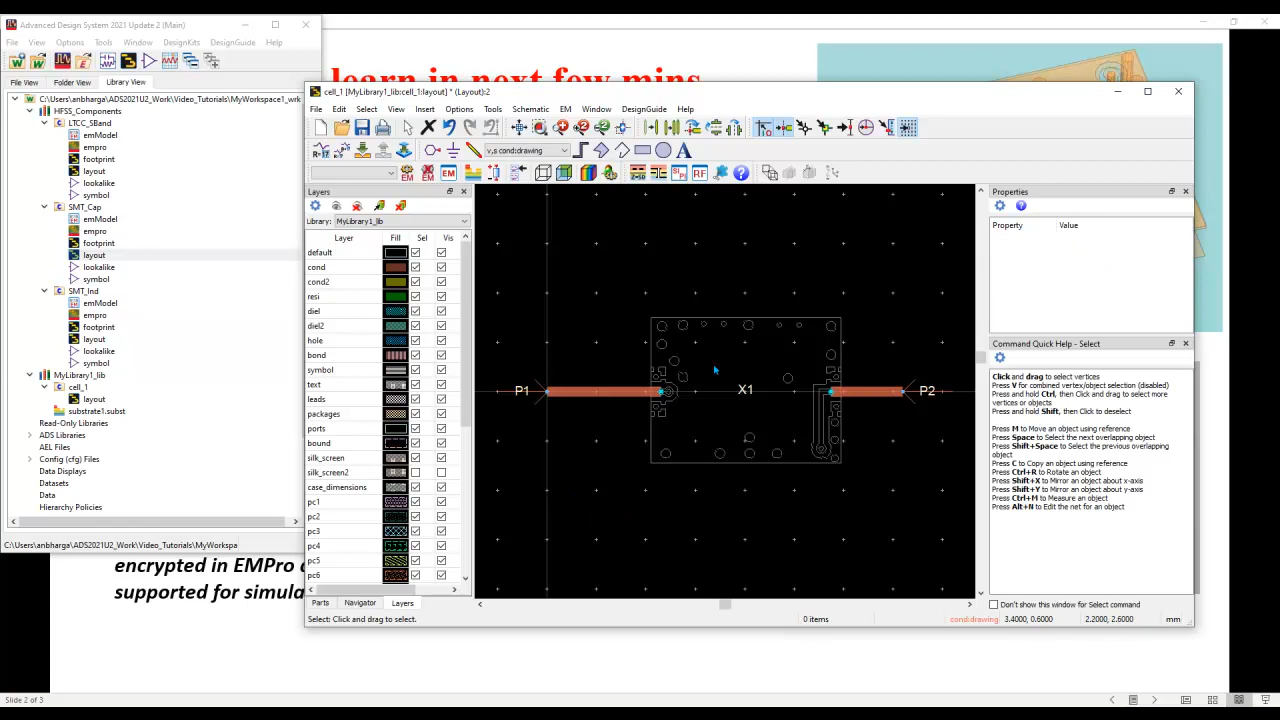 Advanced Design System 2021 Update 2 (Main)
File View Options Tools Window DesignKits DesignGuide Help
File View Folder View Library View
C:\Users\anbharga\ADS2021U2_Work\Video_Tutorials\MyWorkspace1_wrk
HFSS_Components
LTCC_SBand
emModel
empro
footprint
layout
lookalike
symbol
SMT_Cap
emModel
empro
footprint
layout
lookalike
symbol
SMT_Ind
emModel
empro
footprint
layout
lookalike
symbol
MyLibrary1_lib
cell_1
layout
substrate1.subst
Read-Only Libraries
ADS Libraries
AEL Files
Config (cfg) Files
Data Displays
Datasets
Data
Hierarchy Policies
C:\Users\anbharga\ADS2021U2_Work\Video_Tutorials\MyWorkspa
learn in next few mins
cell_1 [MyLibrary1_lib:cell_1:layout] * (Layout):2
File Edit Select View Insert Options Tools Schematic EM Window DesignGuide Help
v,s cond:drawing
EM
RF
Layers
Library: MyLibrary1_lib
Layer Fill Sel Vis
default
cond
cond2
resi
diel
diel2
hole
bond
symbol
text
leads
packages
ports
bound
silk_screen
silk_screen2
case_dimensions
pc1
pc2
pc3
pc4
pc5
pc6
Parts Navigator Layers
P1 X1 P2
Properties
Property Value
Command Quick Help - Select
Click and drag to select vertices
Press V for combined vertex/object selection (disabled)
Press and hold Ctrl, then Click and drag to select more
vertices or objects
Press and hold Shift, then Click to deselect
Press M to Move an object using reference
Press Space to Select the next overlapping object
Press Shift+Space to Select the previous overlapping
object
Press C to Copy an object using reference
Press Ctrl+R to Rotate an object
Press Shift+X to Mirror an object about x-axis
Press Shift+Y to Mirror an object about y-axis
Press Ctrl+M to Measure an object
Press Alt+N to Edit the net for an object
Don't show this window for Select command
Select: Click and drag to select. 0 items cond:drawing 3.4000, 0.6000 2.2000, 2.6000 mm
encrypted in EMPro
supported for simula
Slide 2 of 3